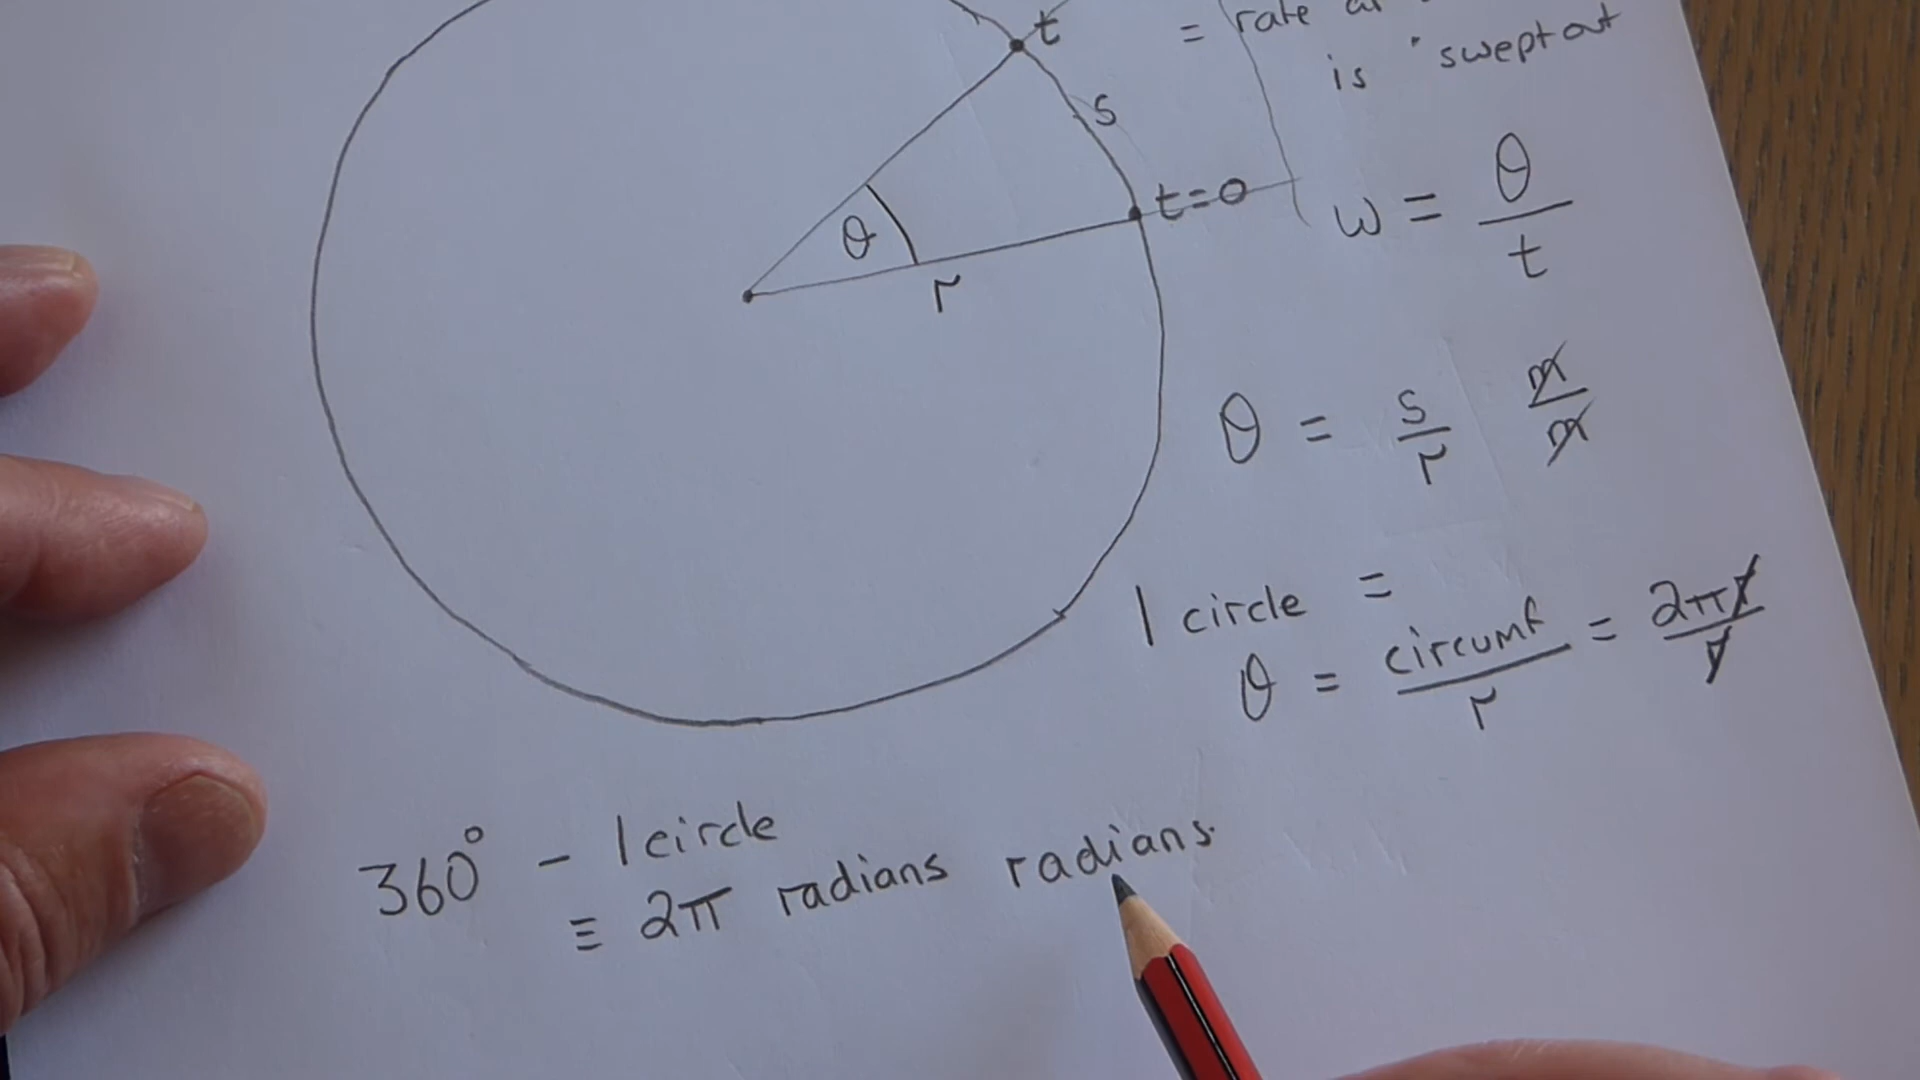 t
= rate
is "swept out
s
t=0
θ
r
ω = θ/t
θ = s/r m/m
1 circle =
θ = circumf/r = 2πr/r
360° - 1 circle
≡ 2π radians radians.